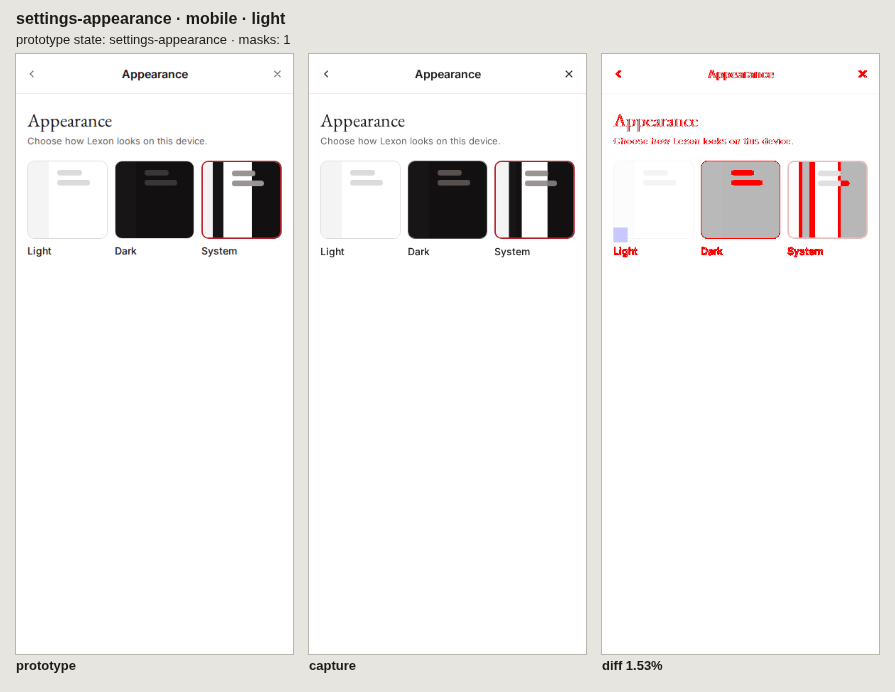 settings-appearance · mobile · light
prototype state: settings-appearance · masks: 1
Appearance
Appearance
Choose how Lexon looks on this device.
Light
Dark
System
prototype
Appearance
Appearance
Choose how Lexon looks on this device.
Light
Dark
System
capture
Appearance
Appearance
Choose how Lexon looks on this device.
Light
Dark
System
diff 1.53%